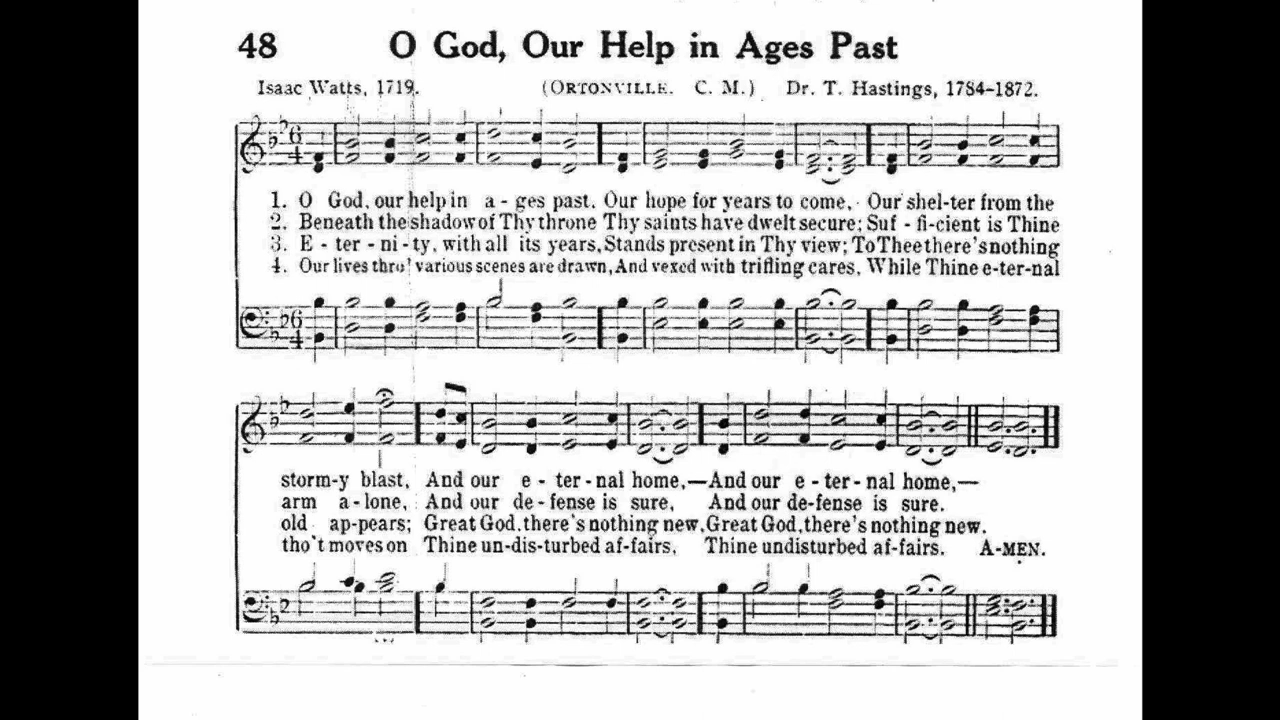 48 O God, Our Help in Ages Past
Isaac Watts, 1719. (ORTONVILLE. C. M.) Dr. T. Hastings, 1784-1872.
6
4
1. O God, our help in a - ges past, Our hope for years to come, Our shel-ter from the
2. Beneath the shadow of Thy throne Thy saints have dwelt secure; Suf - fi-cient is Thine
3. E - ter - ni - ty, with all its years, Stands present in Thy view; To Thee there's nothing
4. Our lives thro' various scenes are drawn, And vexed with trifling cares, While Thine e-ter-nal
6
4
storm-y blast, And our e - ter - nal home,—And our e - ter - nal home,—
arm a-lone, And our de-fense is sure, And our de-fense is sure.
old ap-pears; Great God, there's nothing new, Great God, there's nothing new.
tho't moves on Thine un-dis-turbed af-fairs, Thine undisturbed af-fairs. A-MEN.